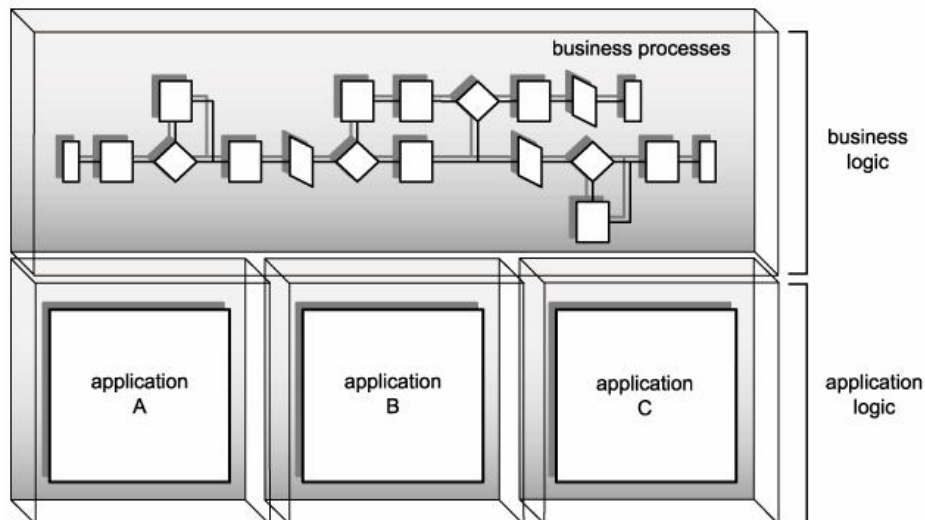 business processes
business
logic
application
A
application
B
application
C
application
logic